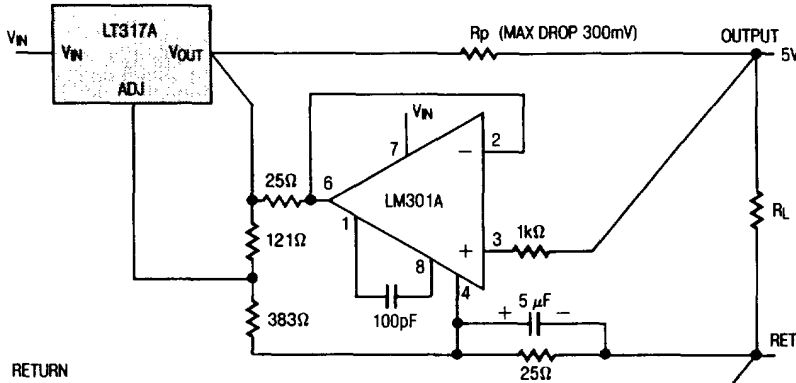 LT317A
VIN
VIN
VOUT
ADJ
Rp (MAX DROP 300mV)
OUTPUT
5V
VIN
7
2
−
25Ω
6
LM301A
RL
1
3
1kΩ
121Ω
+
8
4
100pF
+
5 μF
−
383Ω
RET
25Ω
RETURN